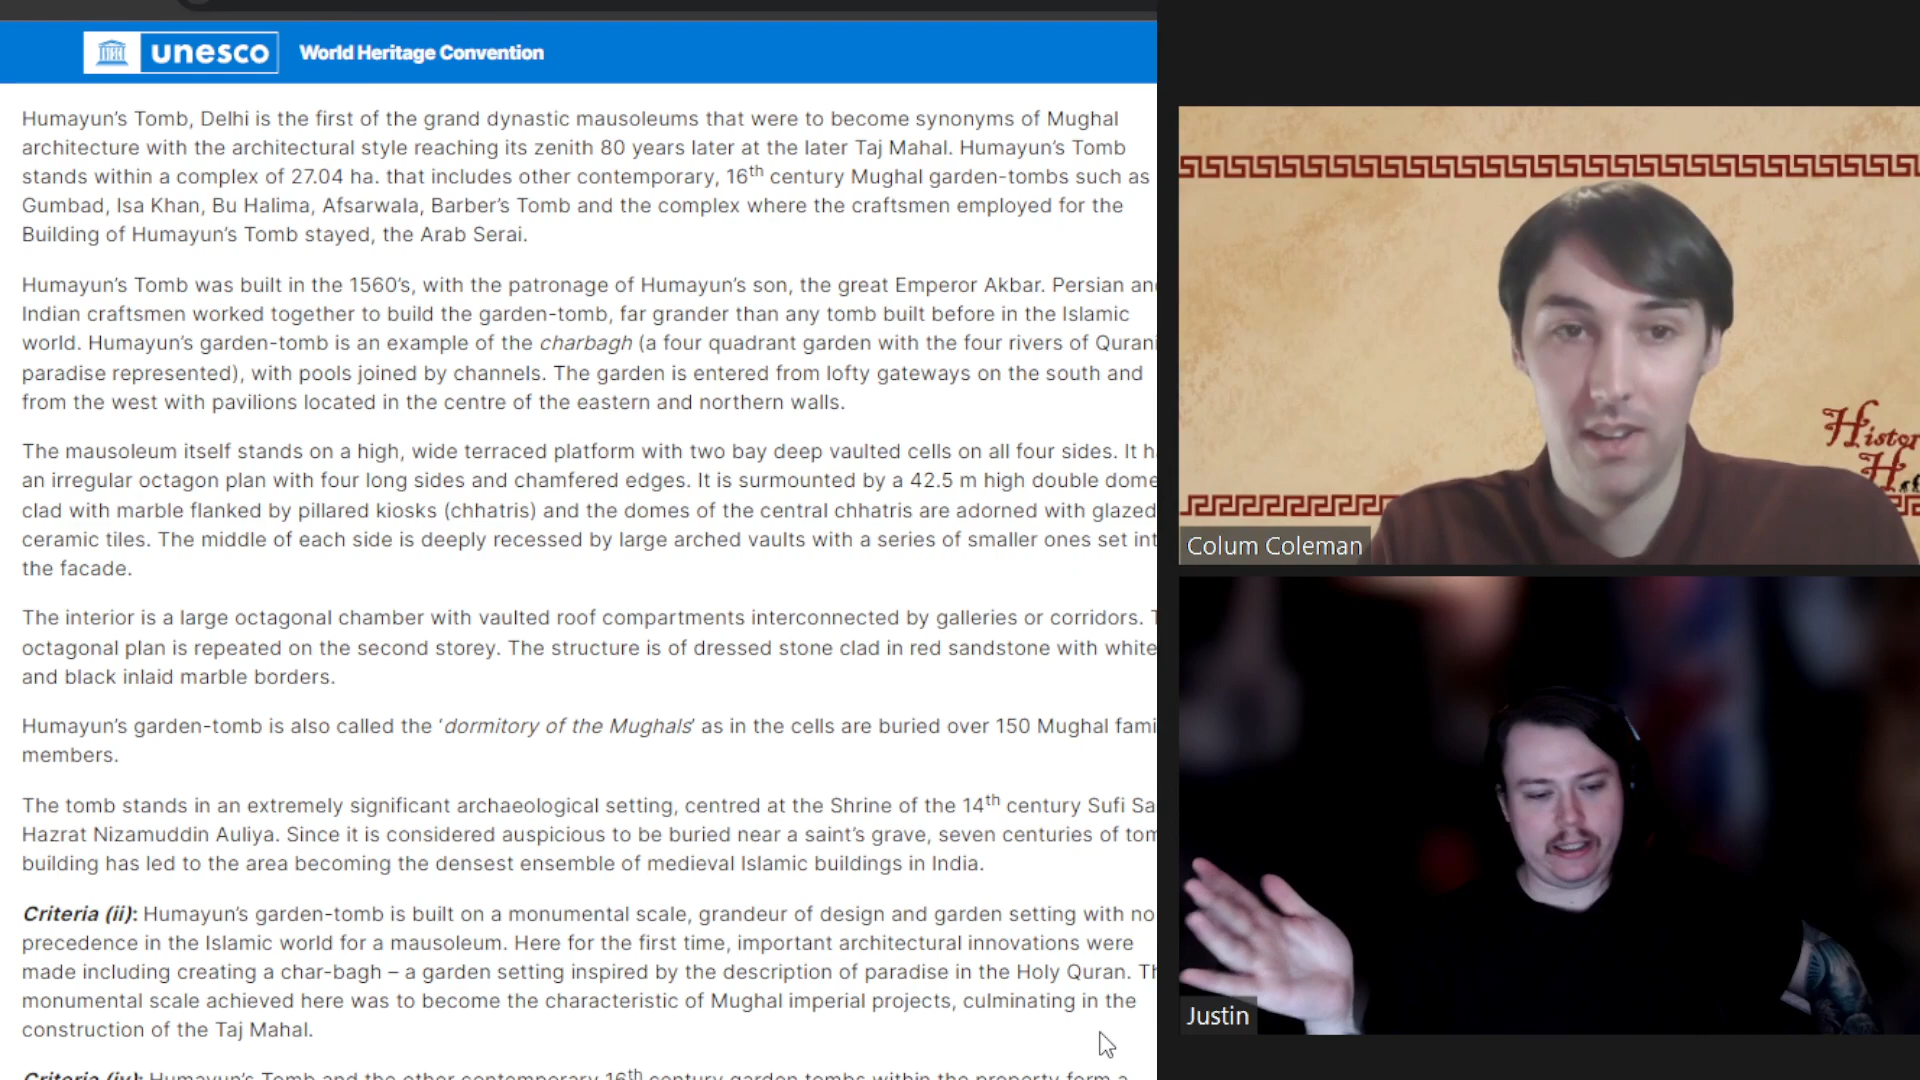 unesco World Heritage Convention
Humayun’s Tomb, Delhi is the first of the grand dynastic mausoleums that were to become synonyms of Mughal
architecture with the architectural style reaching its zenith 80 years later at the later Taj Mahal. Humayun’s Tomb
stands within a complex of 27.04 ha. that includes other contemporary, 16th century Mughal garden-tombs such as
Gumbad, Isa Khan, Bu Halima, Afsarwala, Barber’s Tomb and the complex where the craftsmen employed for the
Building of Humayun’s Tomb stayed, the Arab Serai.
Humayun’s Tomb was built in the 1560’s, with the patronage of Humayun’s son, the great Emperor Akbar. Persian an
Indian craftsmen worked together to build the garden-tomb, far grander than any tomb built before in the Islamic
world. Humayun’s garden-tomb is an example of the charbagh (a four quadrant garden with the four rivers of Qurani
paradise represented), with pools joined by channels. The garden is entered from lofty gateways on the south and
from the west with pavilions located in the centre of the eastern and northern walls.
The mausoleum itself stands on a high, wide terraced platform with two bay deep vaulted cells on all four sides. It h
an irregular octagon plan with four long sides and chamfered edges. It is surmounted by a 42.5 m high double dome
clad with marble flanked by pillared kiosks (chhatris) and the domes of the central chhatris are adorned with glazed
ceramic tiles. The middle of each side is deeply recessed by large arched vaults with a series of smaller ones set int
the facade.
The interior is a large octagonal chamber with vaulted roof compartments interconnected by galleries or corridors. T
octagonal plan is repeated on the second storey. The structure is of dressed stone clad in red sandstone with white
and black inlaid marble borders.
Humayun’s garden-tomb is also called the ‘dormitory of the Mughals’ as in the cells are buried over 150 Mughal fami
members.
The tomb stands in an extremely significant archaeological setting, centred at the Shrine of the 14th century Sufi Sa
Hazrat Nizamuddin Auliya. Since it is considered auspicious to be buried near a saint’s grave, seven centuries of tom
building has led to the area becoming the densest ensemble of medieval Islamic buildings in India.
Criteria (ii): Humayun’s garden-tomb is built on a monumental scale, grandeur of design and garden setting with no
precedence in the Islamic world for a mausoleum. Here for the first time, important architectural innovations were
made including creating a char-bagh – a garden setting inspired by the description of paradise in the Holy Quran. Th
monumental scale achieved here was to become the characteristic of Mughal imperial projects, culminating in the
construction of the Taj Mahal.
Criteria (iv): Humayun’s Tomb and the other contemporary 16th century garden tombs within the property form a
Histor
H
Colum Coleman
Justin